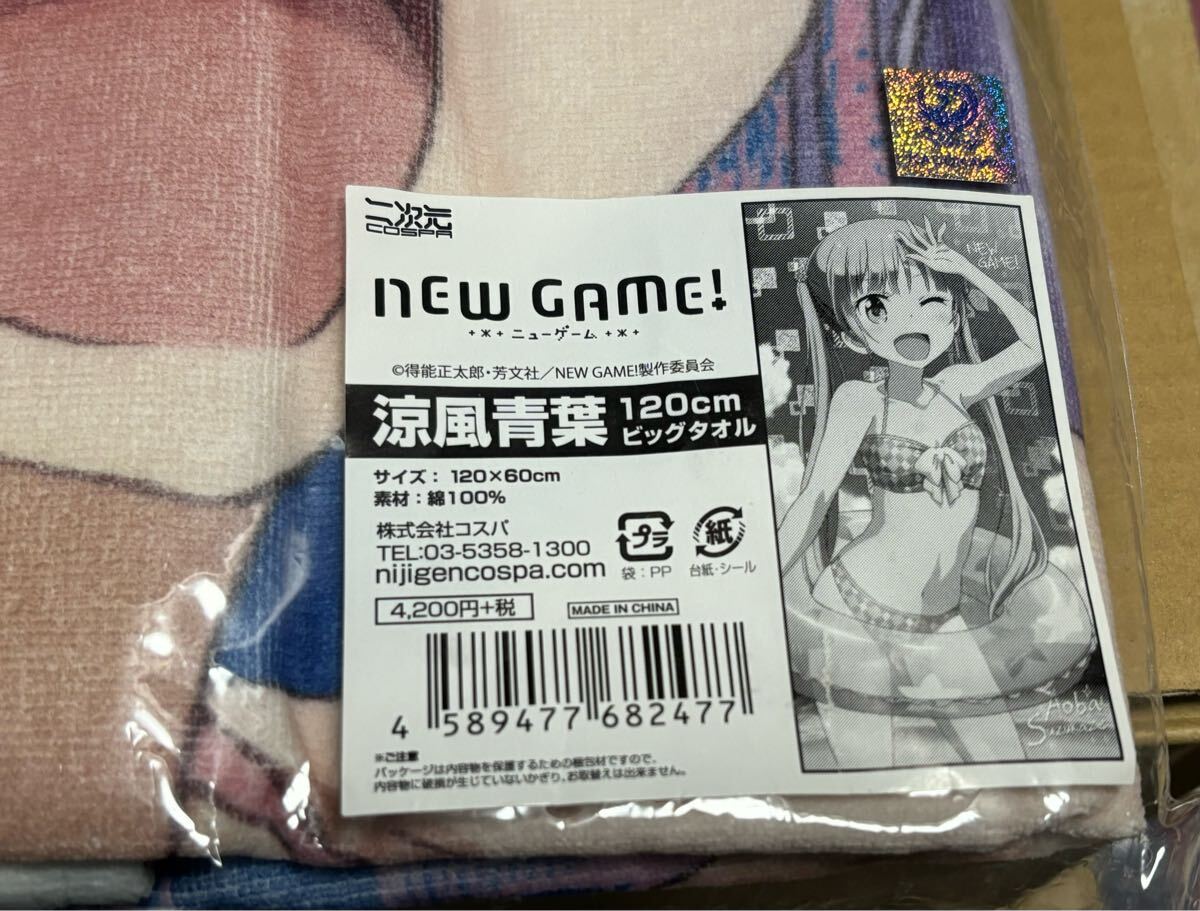 二次元
COSPA
NEW GAME!
ニューゲーム
©得能正太郎・芳文社／NEW GAME!製作委員会
涼風青葉 120cm
ビッグタオル
サイズ：120×60cm
素材：綿100%
株式会社コスパ
TEL:03-5358-1300
nijigencospa.com
プラ
袋：PP
紙
台紙・シール
4,200円+税
MADE IN CHINA
4 589477 682477
※ご注意
パッケージは内容物を保護するための梱包材ですので、
内容物に破損が生じていないかぎり、お取替えは出来ません。
NEW
GAME!
Aoba
Suzukaze